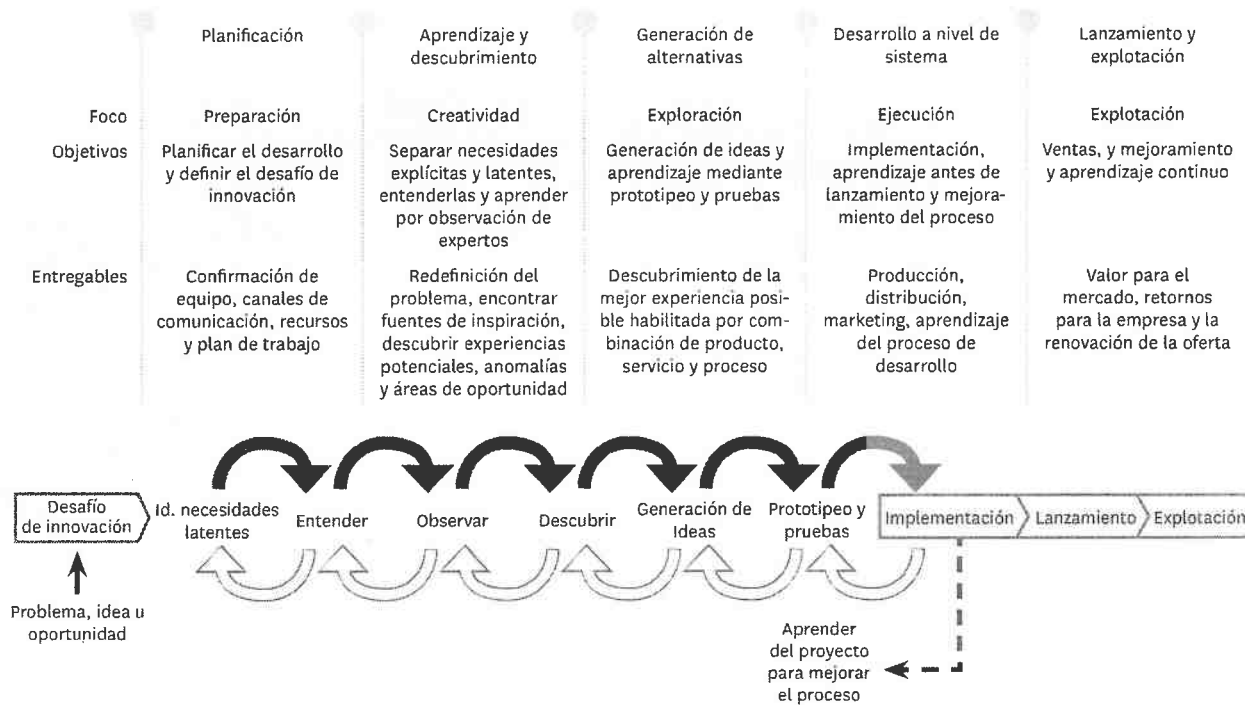 Planificación
Aprendizaje y
descubrimiento
Generación de
alternativas
Desarrollo a nivel de
sistema
Lanzamiento y
explotación
Foco
Preparación
Creatividad
Exploración
Ejecución
Explotación
Objetivos
Planificar el desarrollo
y definir el desafío de
innovación
Separar necesidades
explícitas y latentes,
entenderlas y aprender
por observación de
expertos
Generación de ideas y
aprendizaje mediante
prototipeo y pruebas
Implementación,
aprendizaje antes de
lanzamiento y mejora-
miento del proceso
Ventas, y mejoramiento
y aprendizaje continuo
Entregables
Confirmación de
equipo, canales de
comunicación, recursos
y plan de trabajo
Redefinición del
problema, encontrar
fuentes de inspiración,
descubrir experiencias
potenciales, anomalías
y áreas de oportunidad
Descubrimiento de la
mejor experiencia posi-
ble habilitada por com-
binación de producto,
servicio y proceso
Producción,
distribución,
marketing, aprendizaje
del proceso de
desarrollo
Valor para el
mercado, retornos
para la empresa y la
renovación de la oferta
Desafío
de innovación
Id. necesidades
latentes
Entender
Observar
Descubrir
Generación de
Ideas
Prototipeo y
pruebas
Implementación
Lanzamiento
Explotación
Problema, idea u
oportunidad
Aprender
del proyecto
para mejorar
el proceso